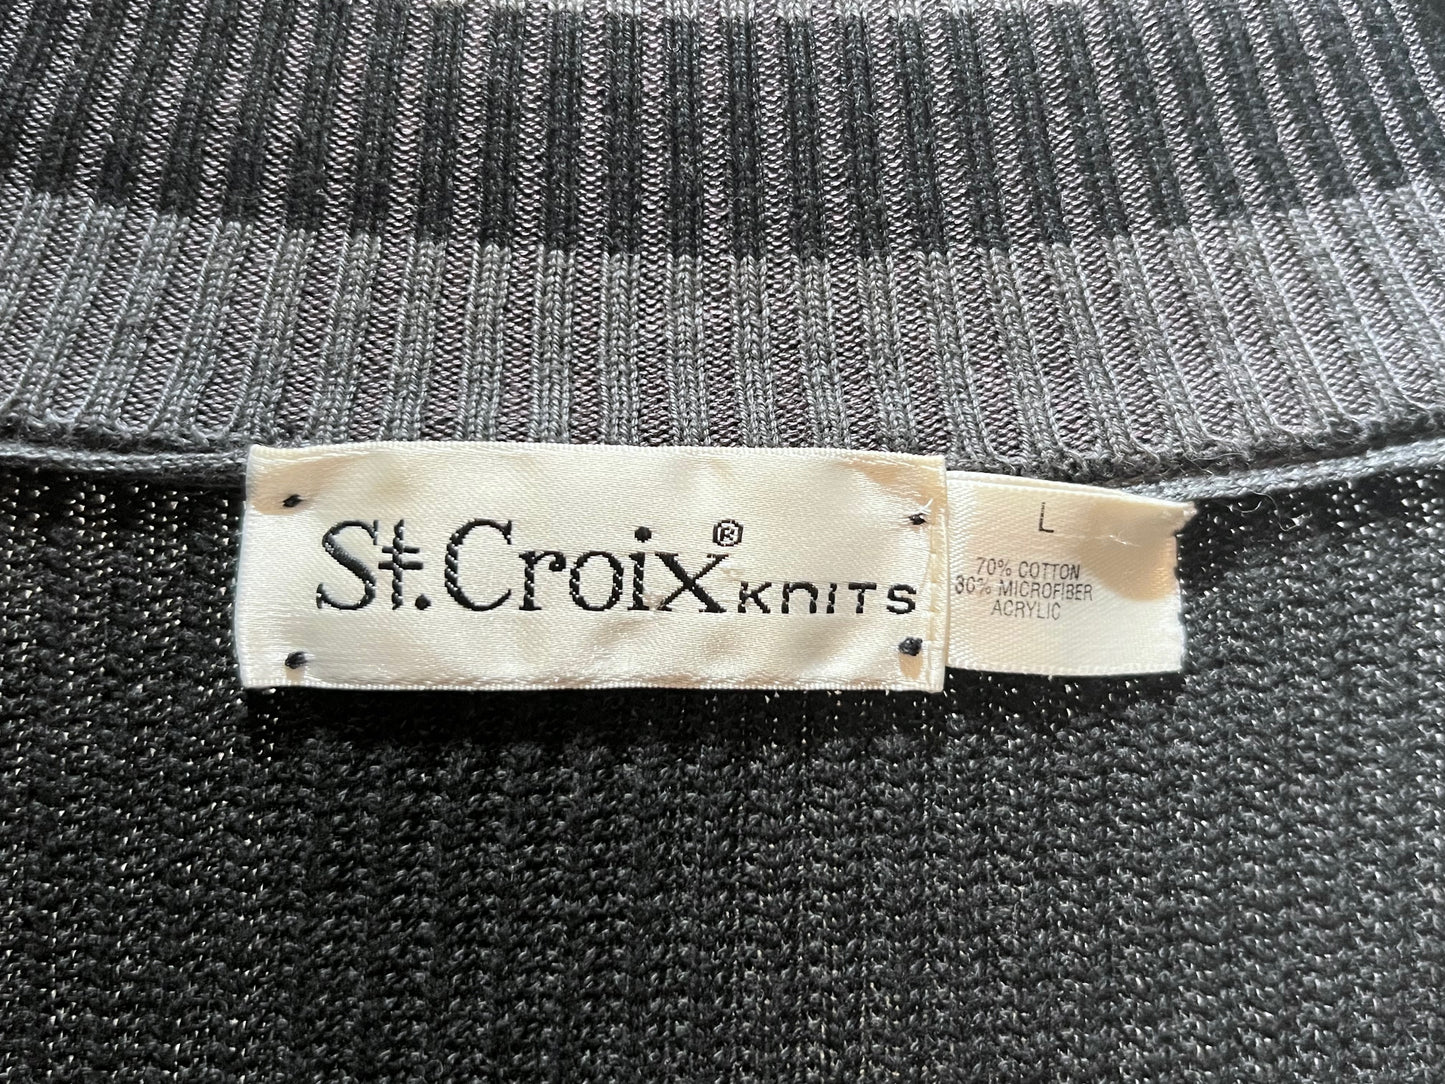 St.Croix® KNITS
L
70% COTTON
30% MICROFIBER
ACRYLIC